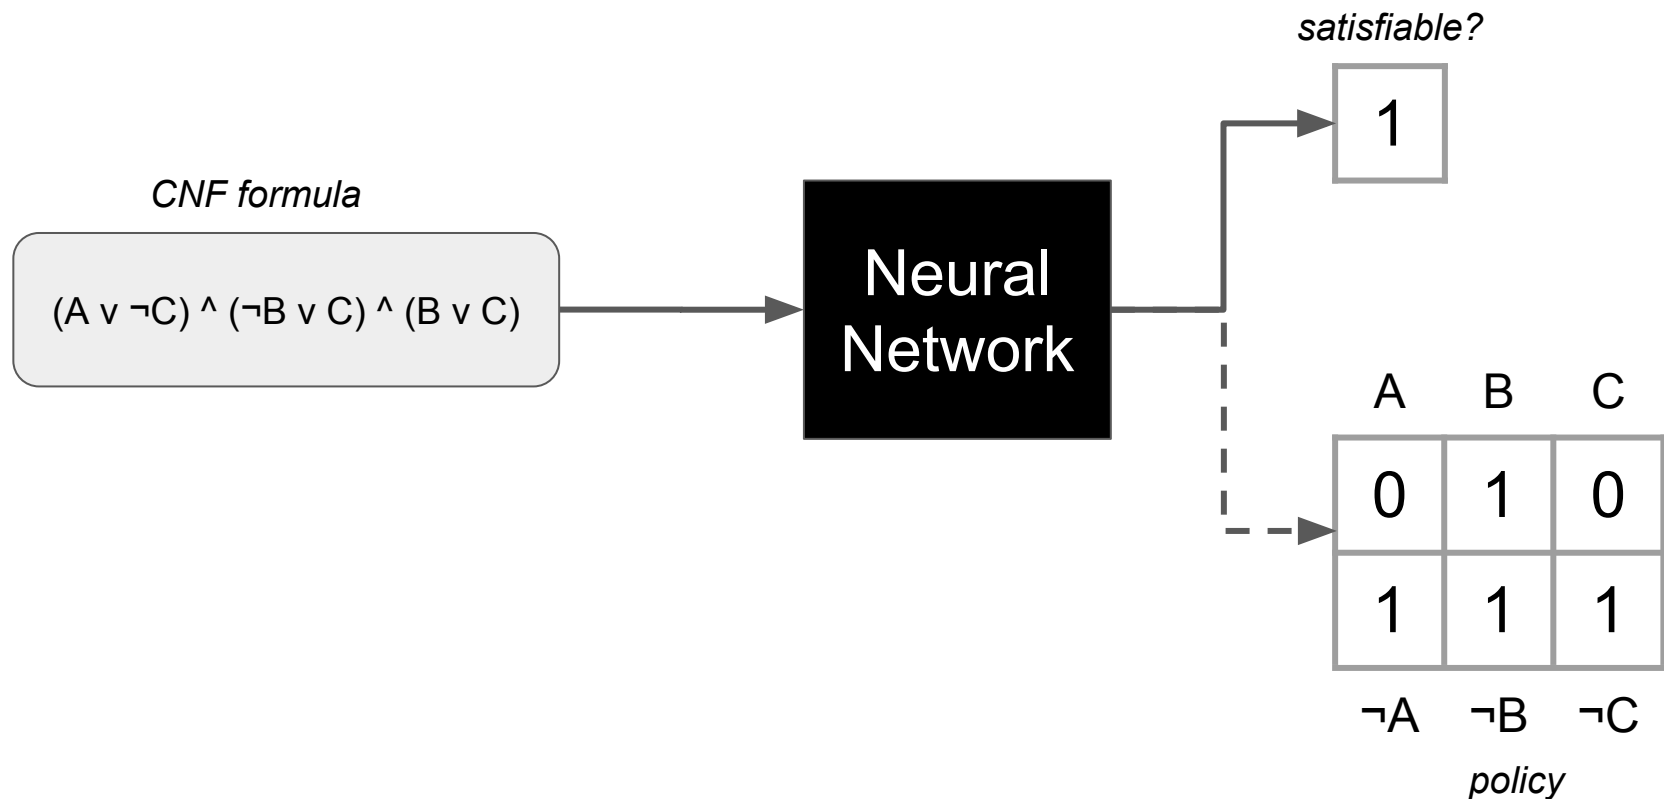 satisfiable?
1
CNF formula
(A v ¬C) ^ (¬B v C) ^ (B v C)
Neural
Network
A B C
0 1 0
1 1 1
¬A ¬B ¬C
policy